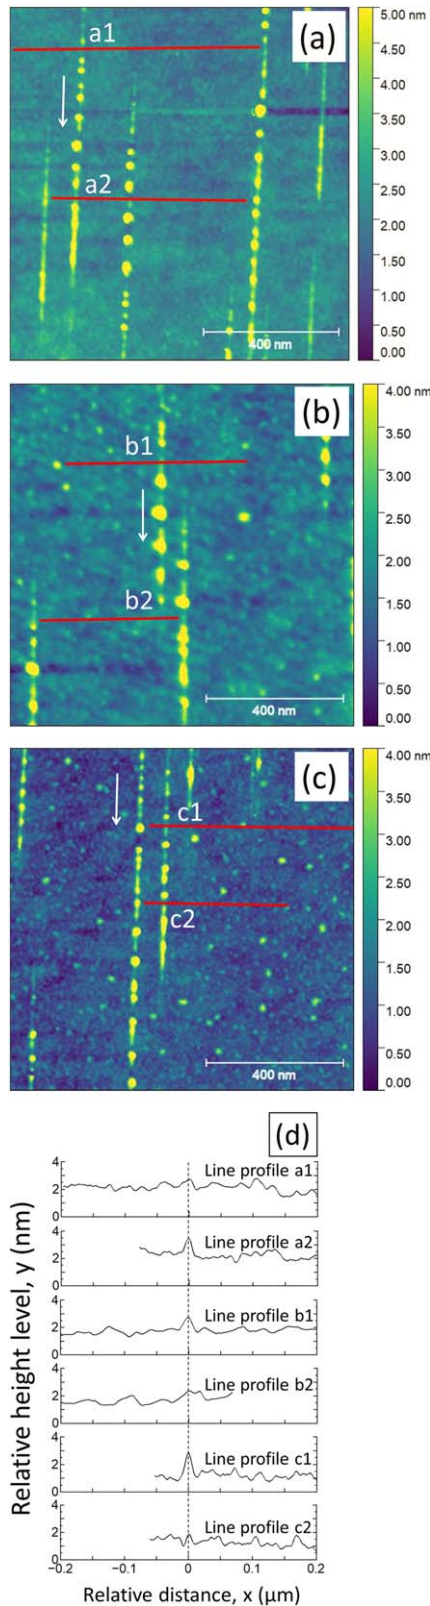 (a)
a1
a2
400 nm
5.00 nm
4.50
4.00
3.50
3.00
2.50
2.00
1.50
1.00
0.50
0.00
(b)
b1
b2
400 nm
4.00 nm
3.50
3.00
2.50
2.00
1.50
1.00
0.50
0.00
(c)
c1
c2
400 nm
4.00 nm
3.50
3.00
2.50
2.00
1.50
1.00
0.50
0.00
(d)
Relative height level, y (nm)
4
2
0
Line profile a1
4
2
0
Line profile a2
4
2
0
Line profile b1
4
2
0
Line profile b2
4
2
0
Line profile c1
4
2
0
Line profile c2
−0.2 −0.1 0 0.1 0.2
Relative distance, x (μm)